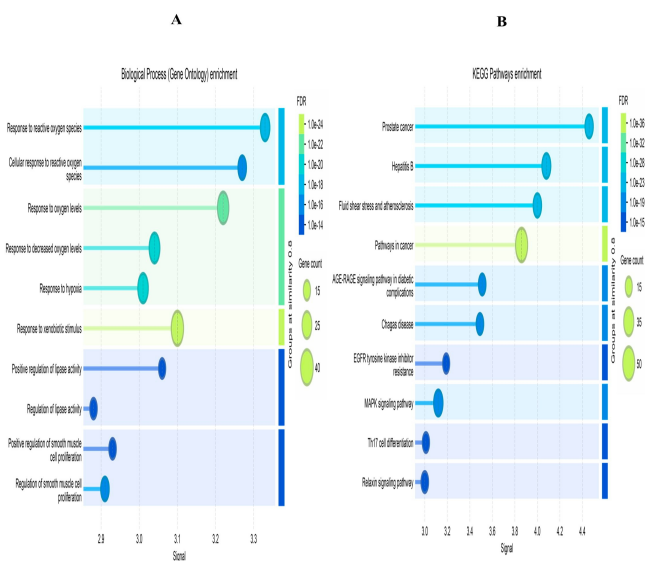 A
Biological Process (Gene Ontology) enrichment
Response to reactive oxygen species
Cellular response to reactive oxygen
species
Response to oxygen levels
Response to decreased oxygen levels
Response to hypoxia
Response to xenobiotic stimulus
Positive regulation of lipase activity
Regulation of lipase activity
Positive regulation of smooth muscle
cell proliferation
Regulation of smooth muscle cell
proliferation
2.9 3.0 3.1 3.2 3.3
Signal
FDR
1.0e-24
1.0e-22
1.0e-20
1.0e-18
1.0e-16
1.0e-14
Groups at similarity 0.8
Gene count
15
25
40
B
KEGG Pathways enrichment
Prostate cancer
Hepatitis B
Fluid shear stress and atherosclerosis
Pathways in cancer
AGE-RAGE signaling pathway in diabetic
complications
Chagas disease
EGFR tyrosine kinase inhibitor
resistance
MAPK signaling pathway
Th17 cell differentiation
Relaxin signaling pathway
3.0 3.2 3.4 3.6 3.8 4.0 4.2 4.4
Signal
FDR
1.0e-36
1.0e-32
1.0e-28
1.0e-23
1.0e-19
1.0e-15
Groups at similarity 0.8
Gene count
15
35
50